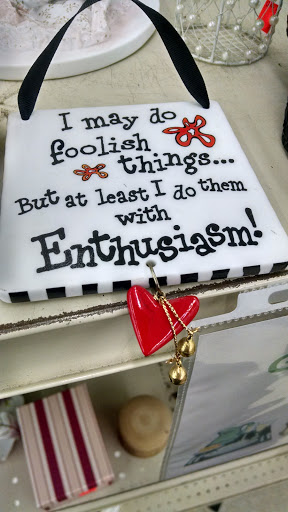 I may do
foolish
things...
But at least I do them
with
Enthusiasm!